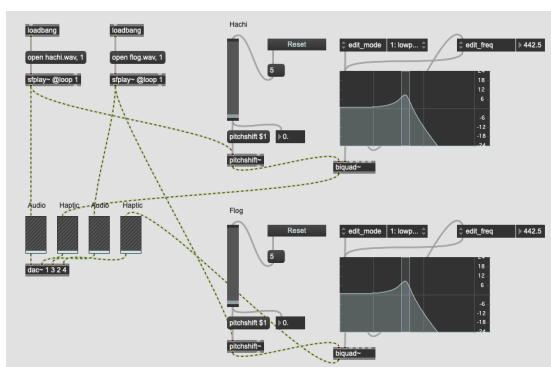 Hachi
loadbang
loadbang
Reset
edit_mode
1: lowp...
edit_freq
442.5
open hachi.wav, 1
open flog.wav, 1
5
sfplay~ @loop 1
sfplay~ @loop 1
24
18
12
6
-6
-12
-18
-24
pitchshift $1
0.
pitchshift~
biquad~
Audio
Haptic
Audio
Haptic
Flog
Reset
edit_mode
1: lowp...
edit_freq
442.5
5
dac~ 1 3 2 4
24
18
12
6
-6
-12
-18
-24
pitchshift $1
0.
pitchshift~
biquad~